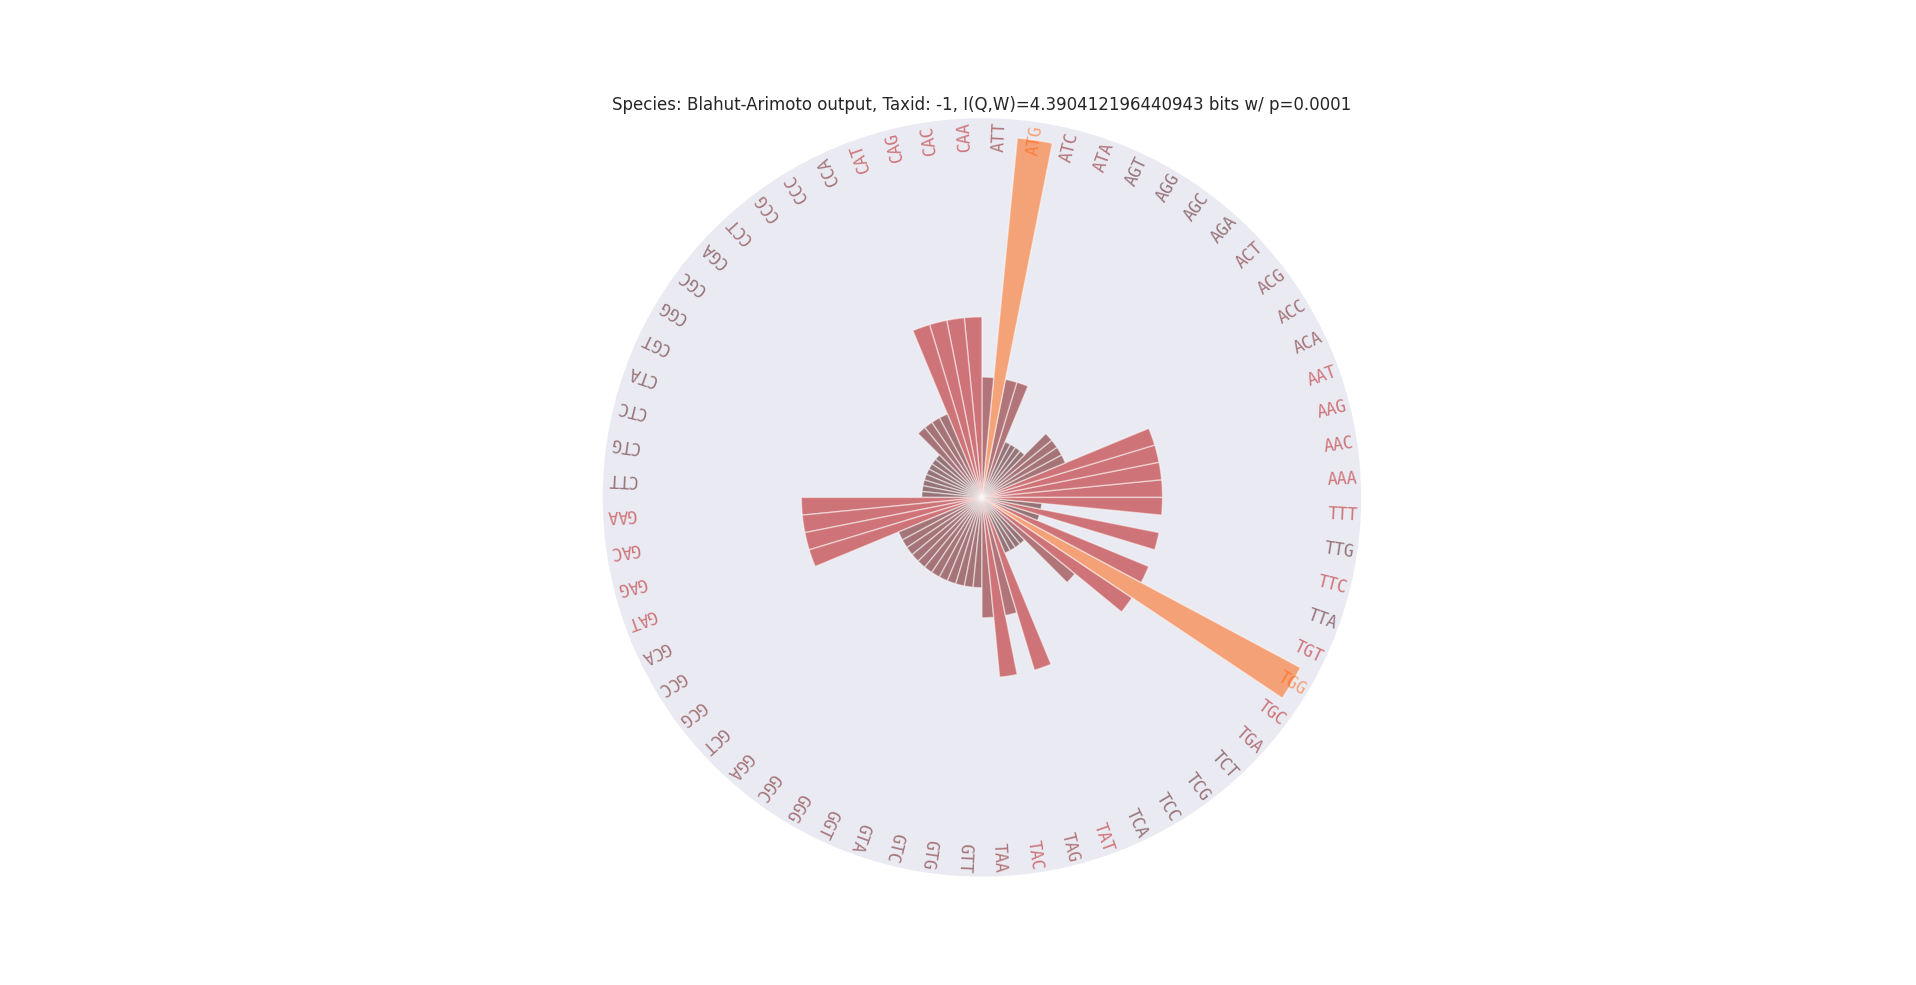 Species: Blahut-Arimoto output, Taxid: -1, I(Q,W)=4.390412196440943 bits w/ p=0.0001
ATT
ATG
ATC
ATA
AGT
AGG
AGC
AGA
ACT
ACG
ACC
ACA
AAT
AAG
AAC
AAA
TTT
TTG
TTC
TTA
TGT
TGG
TGC
TGA
TCT
TCG
TCC
TCA
TAT
TAG
TAC
TAA
GTT
GTG
GTC
GTA
GGT
GGG
GGC
GGA
GCT
GCG
GCC
GCA
GAT
GAG
GAC
GAA
CTT
CTG
CTC
CTA
CGT
CGG
CGC
CGA
CCT
CCG
CCC
CCA
CAT
CAG
CAC
CAA